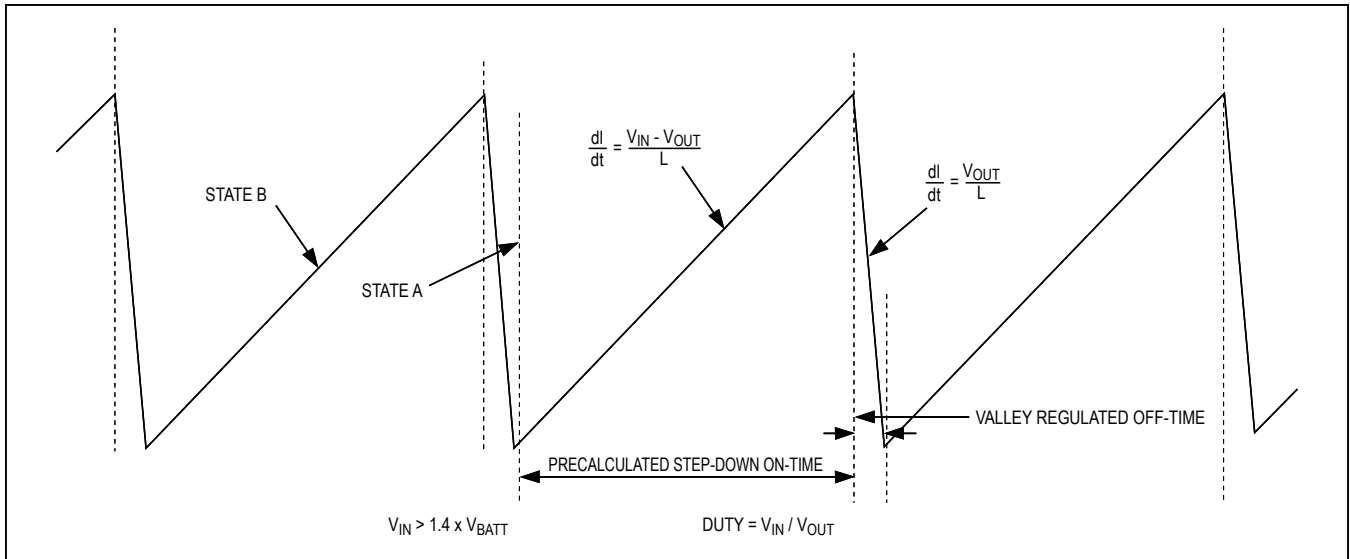 dI/dt = (V_IN - V_OUT)/L
dI/dt = V_OUT/L
STATE B
STATE A
VALLEY REGULATED OFF-TIME
PRECALCULATED STEP-DOWN ON-TIME
V_IN > 1.4 x V_BATT
DUTY = V_IN / V_OUT